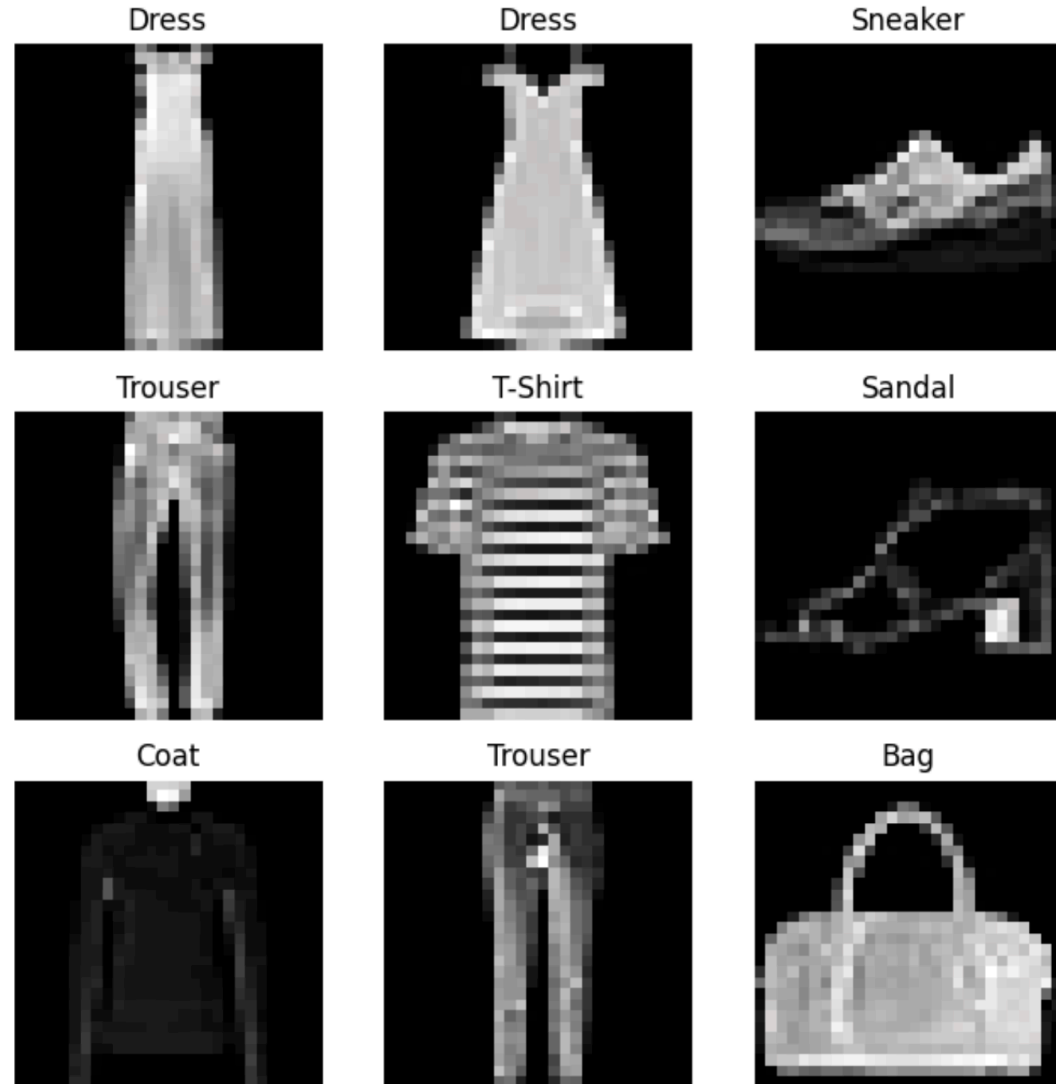 Dress
Dress
Sneaker
Trouser
T-Shirt
Sandal
Coat
Trouser
Bag